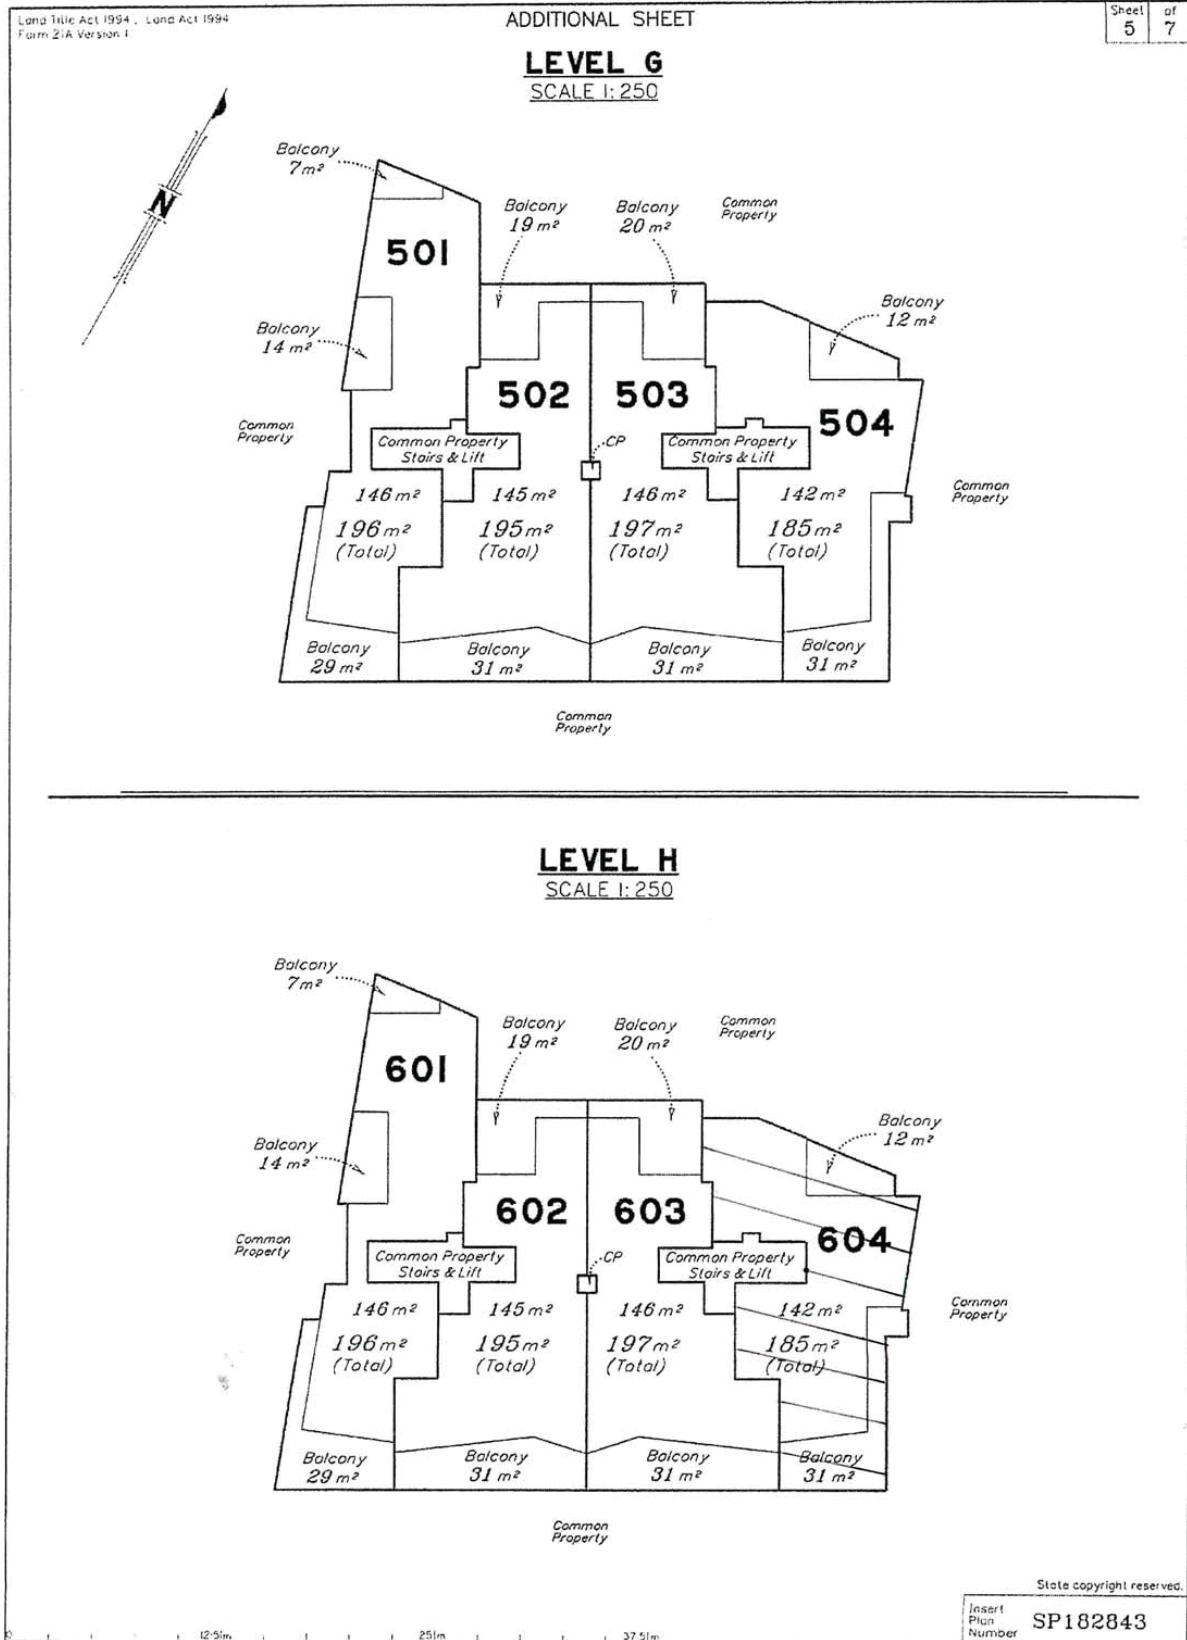 Land Title Act 1994 , Land Act 1994
Form 21A Version 1
ADDITIONAL SHEET
Sheet of
5 7
LEVEL G
SCALE 1:250
N
Balcony
7 m²
Balcony
19 m²
Balcony
20 m²
Common
Property
501
Balcony
14 m²
Balcony
12 m²
502
503
504
Common
Property
Common Property
Stairs & Lift
CP
Common Property
Stairs & Lift
Common
Property
146 m²
196 m²
(Total)
145 m²
195 m²
(Total)
146 m²
197 m²
(Total)
142 m²
185 m²
(Total)
Balcony
29 m²
Balcony
31 m²
Balcony
31 m²
Balcony
31 m²
Common
Property
LEVEL H
SCALE 1:250
Balcony
7 m²
Balcony
19 m²
Balcony
20 m²
Common
Property
601
Balcony
14 m²
Balcony
12 m²
602
603
604
Common
Property
Common Property
Stairs & Lift
CP
Common Property
Stairs & Lift
Common
Property
146 m²
196 m²
(Total)
145 m²
195 m²
(Total)
146 m²
197 m²
(Total)
142 m²
185 m²
(Total)
Balcony
29 m²
Balcony
31 m²
Balcony
31 m²
Balcony
31 m²
Common
Property
State copyright reserved.
Insert
Plan
Number
SP182843
0 12·5m 25m 37·5m